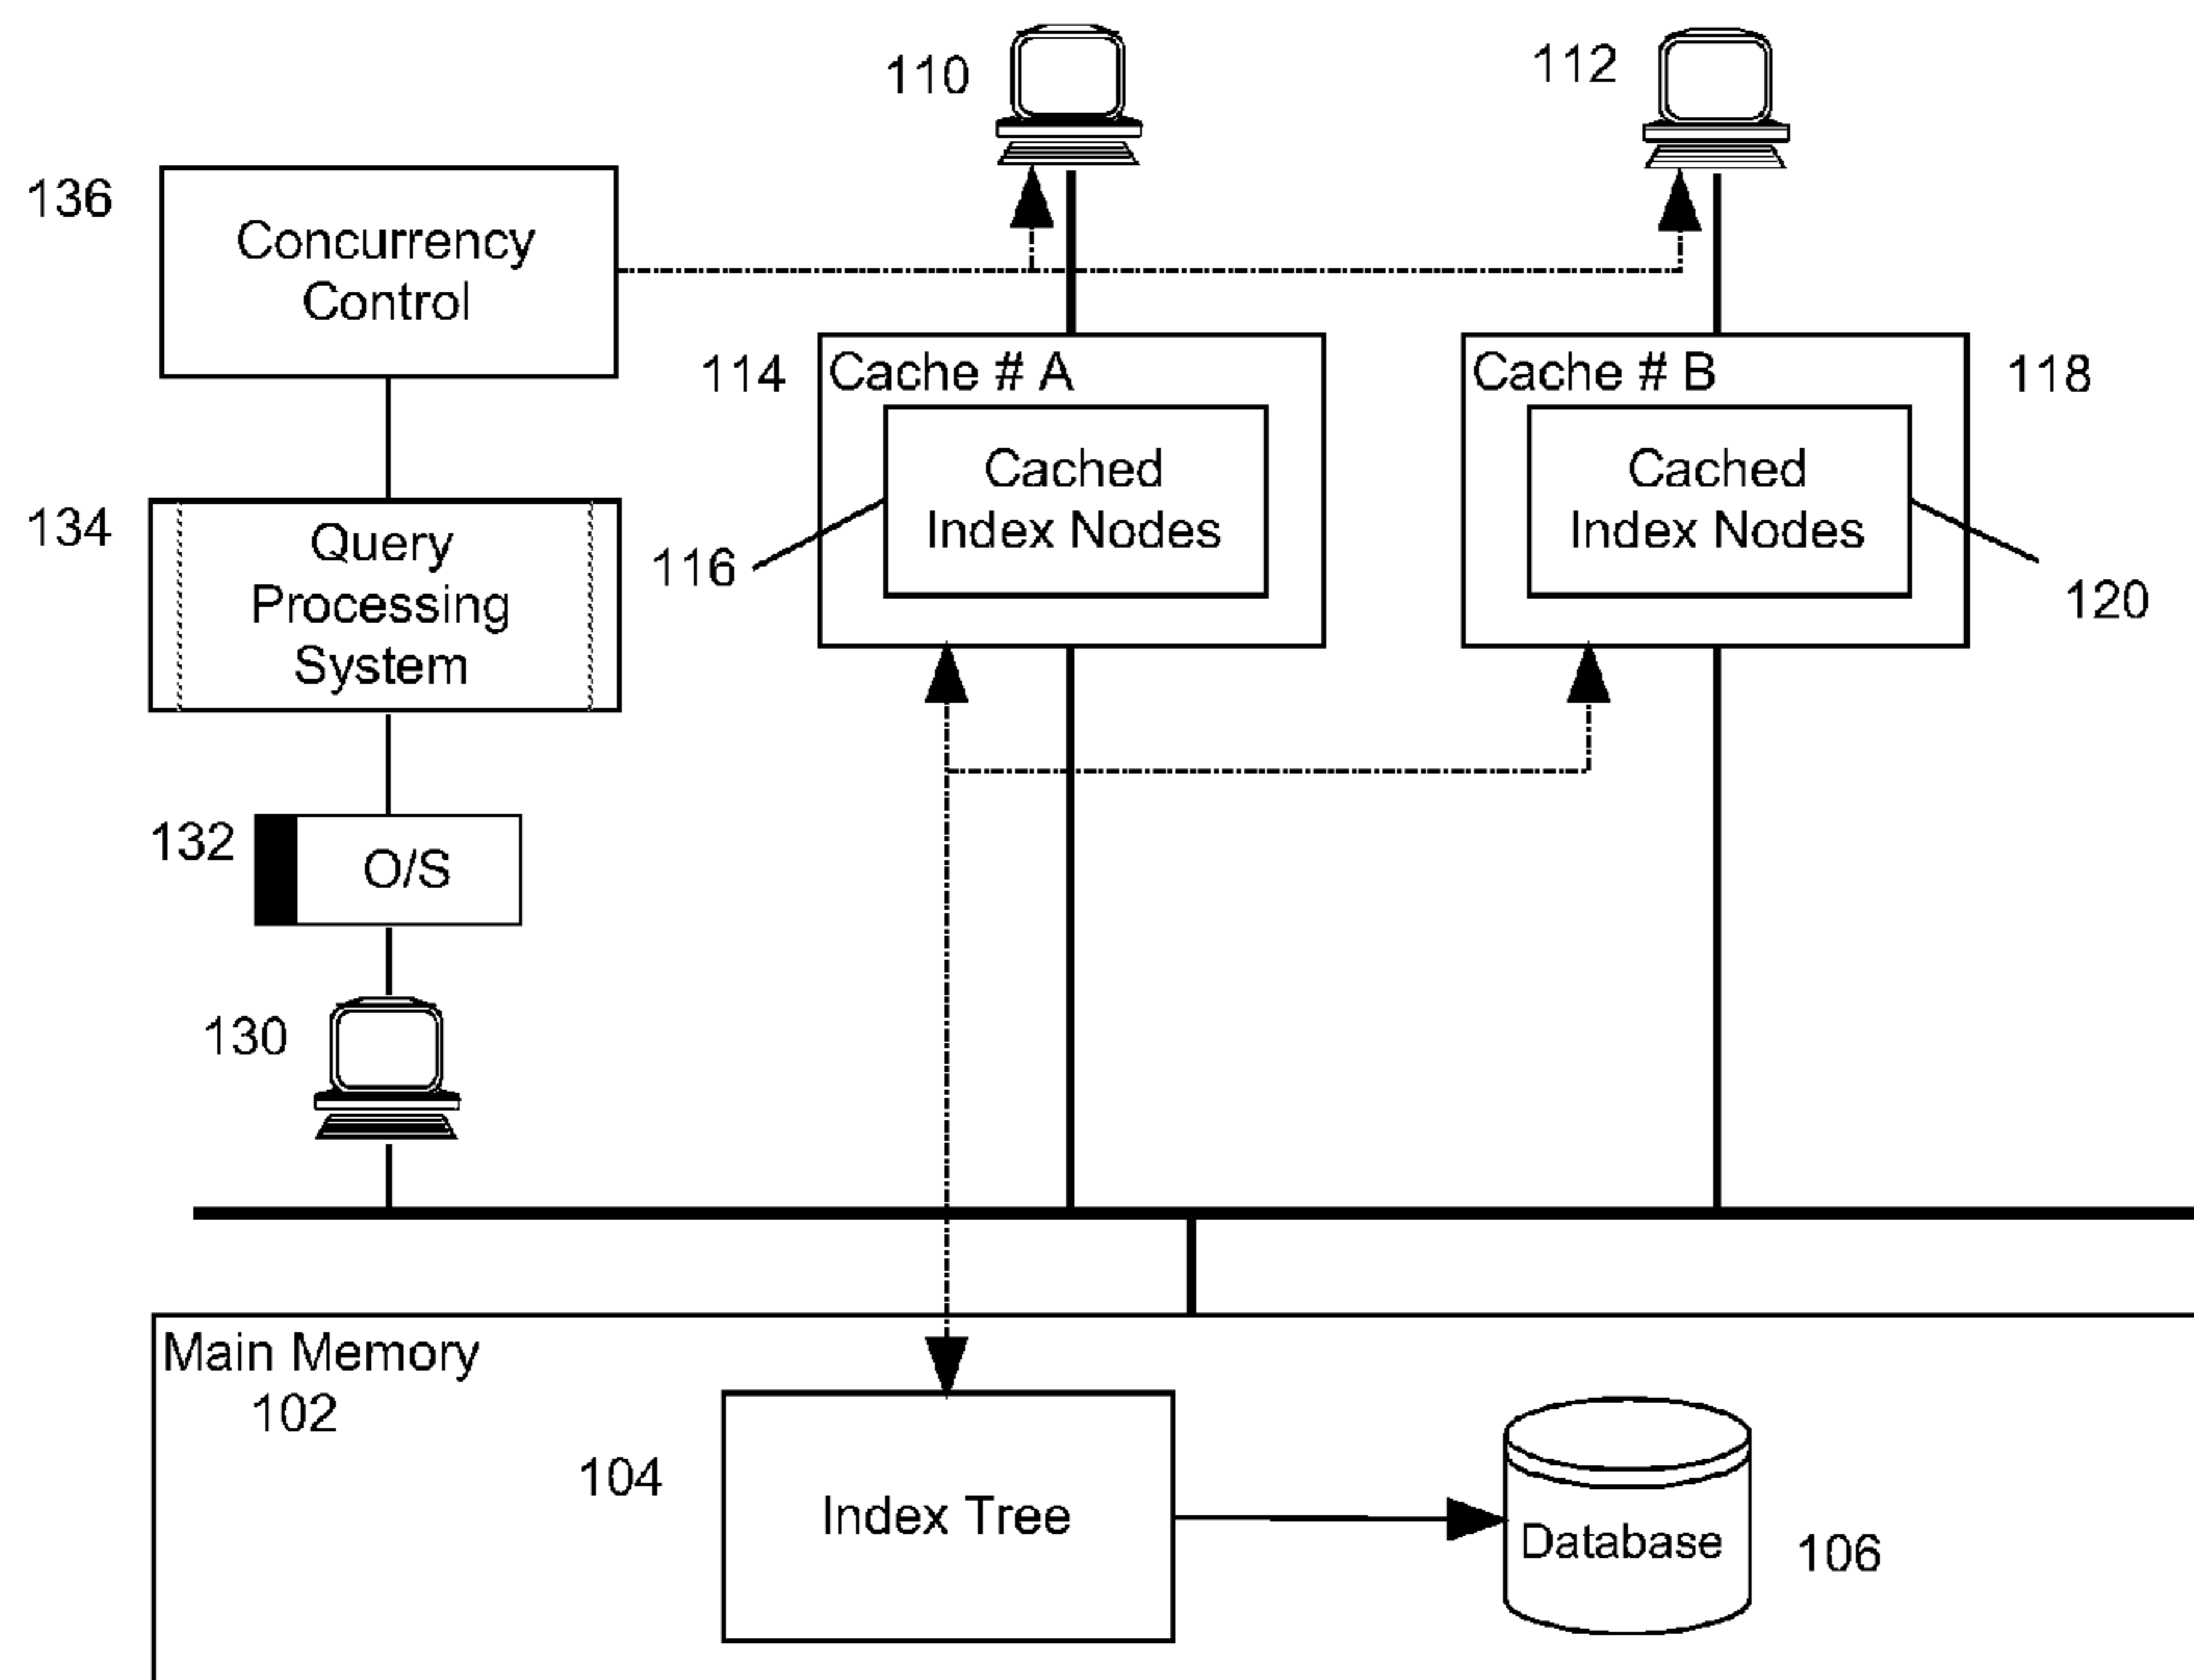 110
112
136
Concurrency
Control
114
Cache # A
Cache # B
118
Cached
Index Nodes
Cached
Index Nodes
116
120
134
Query
Processing
System
132
O/S
130
Main Memory
102
104
Index Tree
Database
106